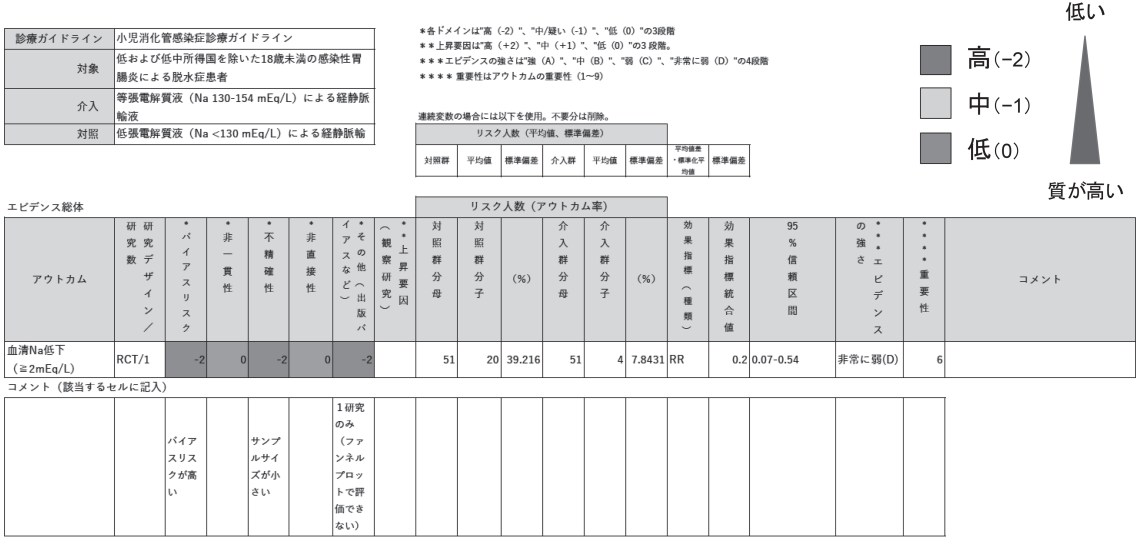 診療ガイドライン 小児消化管感染症診療ガイドライン
対象 低および低中所得国を除いた18歳未満の感染性胃
腸炎による脱水症患者
介入 等張電解質液（Na 130-154 mEq/L）による経静脈
輸液
対照 低張電解質液（Na <130 mEq/L）による経静脈輸
*各ドメインは"高（-2）"、"中/疑い（-1）"、"低（0）"の3段階
**上昇要因は"高（+2）"、"中（+1）"、"低（0）"の3 段階。
***エビデンスの強さは"強（A）"、"中（B）"、"弱（C）"、"非常に弱（D）"の4段階
**** 重要性はアウトカムの重要性（1~9）
連続変数の場合には以下を使用。不要分は削除。
リスク人数（平均値、標準偏差）
対照群 平均値 標準偏差 介入群 平均値 標準偏差 平均値差・標準化平均値 標準偏差
低い
高(-2)
中(-1)
低(0)
質が高い
エビデンス総体
リスク人数（アウトカム率）
アウトカム
研究デザイン／研究数
*バイアスリスク
*非一貫性
*不精確性
*非直接性
*その他（出版バイアスなど）
**上昇要因（観察研究）
対照群分母
対照群分子
(%)
介入群分母
介入群分子
(%)
効果指標（種類）
効果指標統合値
95%信頼区間
***エビデンスの強さ
****重要性
コメント
血清Na低下
（≧2mEq/L）
RCT/1 -2 0 -2 0 -2 51 20 39.216 51 4 7.8431 RR 0.2 0.07-0.54 非常に弱(D) 6
コメント（該当するセルに記入）
バイア
スリス
クが高
い
サンプ
ルサイ
ズが小
さい
1研究
のみ
（ファ
ンネル
プロッ
トで評
価でき
ない）